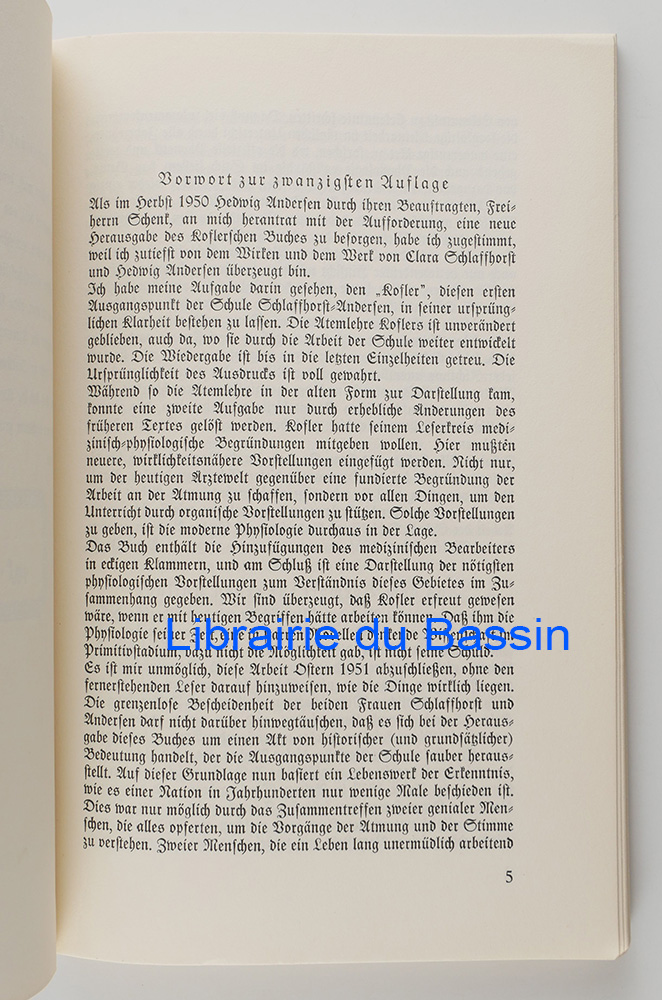 Vorwort zur zwanzigsten Auflage
Als im Herbst 1950 Hedwig Andersen durch ihren Beauftragten, Frei-
herrn Schenk, an mich herantrat mit der Aufforderung, eine neue
Herausgabe des Koflerschen Buches zu besorgen, habe ich zugestimmt,
weil ich zutiefst von dem Wirken und dem Werk von Clara Schlaffhorst
und Hedwig Andersen überzeugt bin.
Ich habe meine Aufgabe darin gesehen, den „Kofler", diesen ersten
Ausgangspunkt der Schule Schlaffhorst-Andersen, in seiner ursprüng-
lichen Klarheit bestehen zu lassen. Die Atemlehre Koflers ist unverändert
geblieben, auch da, wo sie durch die Arbeit der Schule weiter entwickelt
wurde. Die Wiedergabe ist bis in die letzten Einzelheiten getreu. Die
Ursprünglichkeit des Ausdrucks ist voll gewahrt.
Während so die Atemlehre in der alten Form zur Darstellung kam,
konnte eine zweite Aufgabe nur durch erhebliche Änderungen des
früheren Textes gelöst werden. Kofler hatte seinem Leserkreis medi-
zinisch-physiologische Begründungen mitgeben wollen. Hier mußten
neuere, wirklichkeitsnähere Vorstellungen eingefügt werden. Nicht nur,
um der heutigen Ärztewelt gegenüber eine fundierte Begründung der
Arbeit an der Atmung zu schaffen, sondern vor allen Dingen, um den
Unterricht durch organische Vorstellungen zu stützen. Solche Vorstellungen
zu geben, ist die moderne Physiologie durchaus in der Lage.
Das Buch enthält die Hinzufügungen des medizinischen Bearbeiters
in eckigen Klammern, und am Schluß ist eine Darstellung der nötigsten
physiologischen Vorstellungen zum Verständnis dieses Gebietes im Zu-
sammenhang gegeben. Wir sind überzeugt, daß Kofler erfreut gewesen
wäre, wenn er mit heutigen Begriffen hätte arbeiten können. Daß ihm die
Physiologie seiner Zeit, eine in starren Modellen denkende Wissenschaft im
Primitivstadium, dazu nicht die Möglichkeit gab, ist nicht seine Schuld.
Librairie du Bassin
Es ist mir unmöglich, diese Arbeit Ostern 1951 abzuschließen, ohne den
fernerstehenden Leser darauf hinzuweisen, wie die Dinge wirklich liegen.
Die grenzenlose Bescheidenheit der beiden Frauen Schlaffhorst und
Andersen darf nicht darüber hinwegtäuschen, daß es sich bei der Heraus-
gabe dieses Buches um einen Akt von historischer (und grundsätzlicher)
Bedeutung handelt, der die Ausgangspunkte der Schule sauber heraus-
stellt. Auf dieser Grundlage nun basiert ein Lebenswerk der Erkenntnis,
wie es einer Nation in Jahrhunderten nur wenige Male beschieden ist.
Dies war nur möglich durch das Zusammentreffen zweier genialer Men-
schen, die alles opferten, um die Vorgänge der Atmung und der Stimme
zu verstehen. Zweier Menschen, die ein Leben lang unermüdlich arbeitend
5